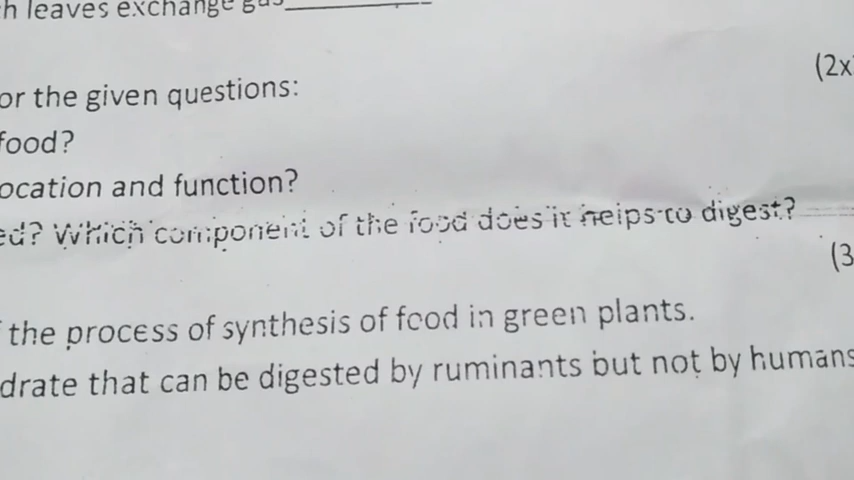 h leaves exchange gas__________
(2x
or the given questions:
food?
ocation and function?
ed? Which component of the food does it helps to digest?
(3
the process of synthesis of food in green plants.
drate that can be digested by ruminants but not by humans